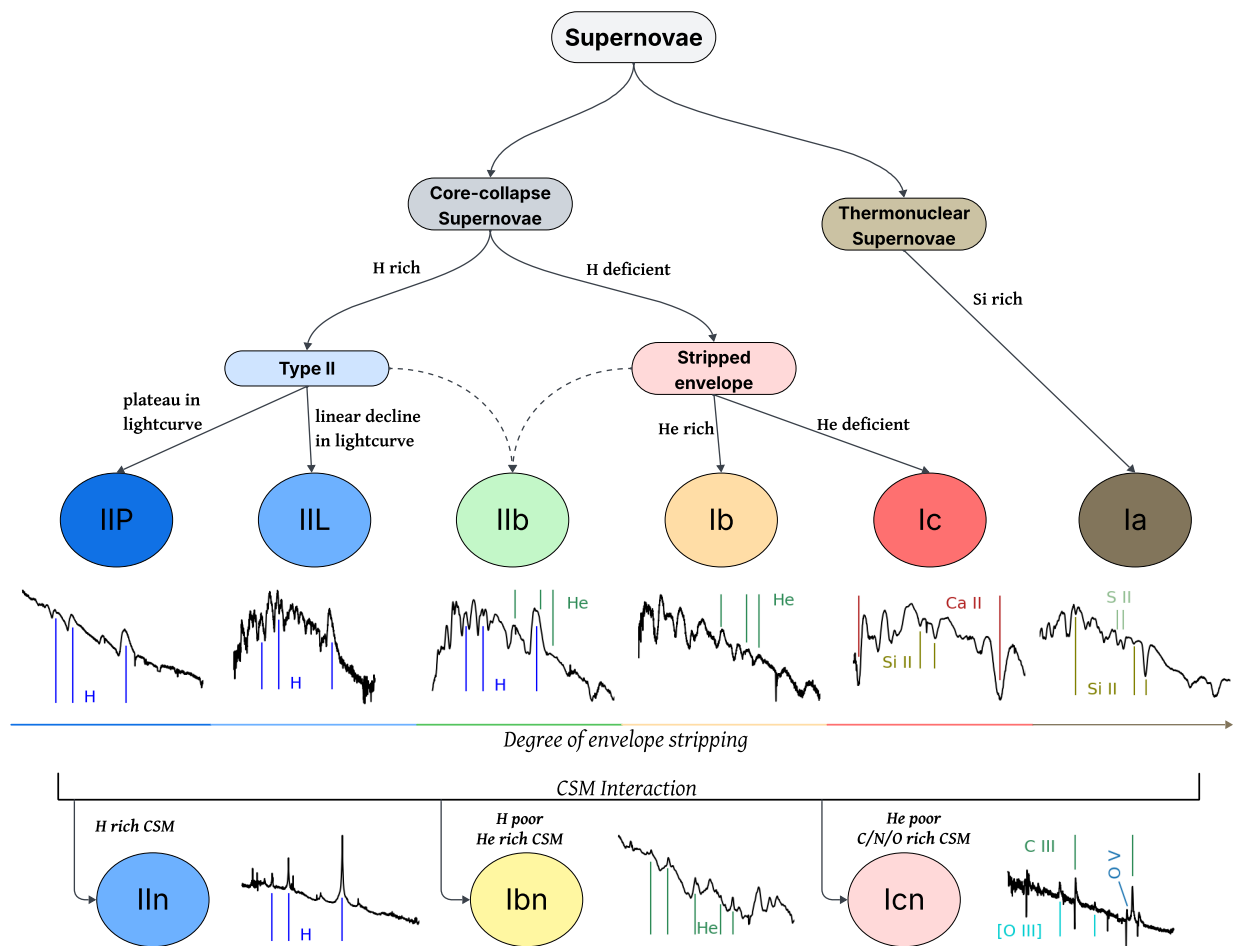 Supernovae
Core-collapse
Supernovae
Thermonuclear
Supernovae
H rich
H deficient
Si rich
Type II
Stripped
envelope
plateau in
lightcurve
linear decline
in lightcurve
He rich
He deficient
IIP
IIL
IIb
Ib
Ic
Ia
H
H
He
H
He
Ca II
Si II
S II
Si II
Degree of envelope stripping
CSM Interaction
H rich CSM
H poor
He rich CSM
He poor
C/N/O rich CSM
IIn
H
Ibn
He
Icn
C III
O V
[O III]